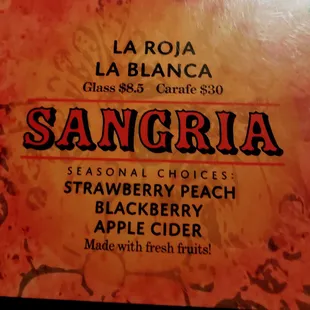 LA ROJA
LA BLANCA
Glass $8.5 Carafe $30
SANGRIA
SEASONAL CHOICES:
STRAWBERRY PEACH
BLACKBERRY
APPLE CIDER
Made with fresh fruits!